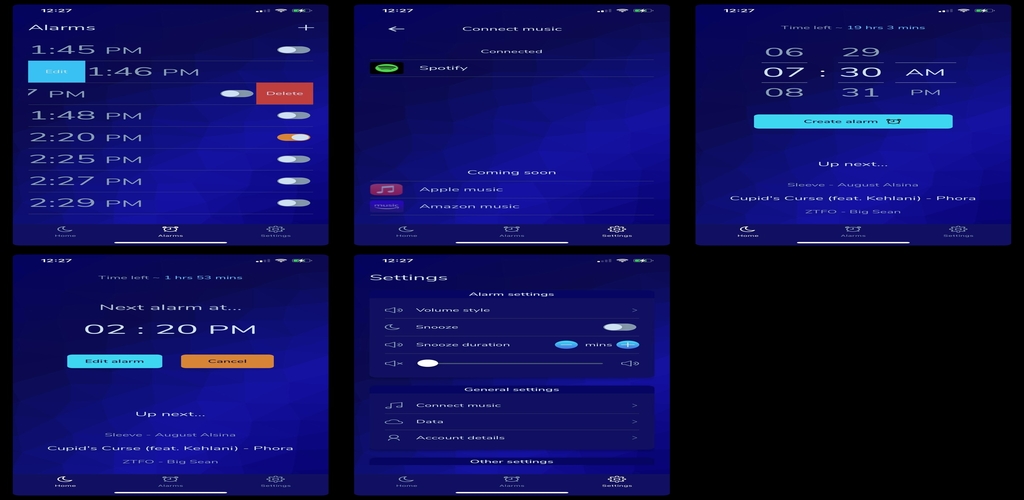 12:27
Alarms
+
1:45 PM
Edit 1:46 PM
7 PM Delete
1:48 PM
2:20 PM
2:25 PM
2:27 PM
2:29 PM
Home Alarms Settings
12:27
Connect music
Connected
Spotify
Coming soon
Apple music
music Amazon music
Home Alarms Settings
12:27
Time left - 19 hrs 3 mins
06 29
07 : 30 AM
08 31 PM
Create alarm
Up next...
Sleeve - August Alsina
Cupid's Curse (feat. Kehlani) - Phora
ZTFO - Big Sean
Home Alarms Settings
12:27
Time left - 1 hrs 53 mins
Next alarm at...
02 : 20 PM
Edit alarm Cancel
Up next...
Sleeve - August Alsina
Cupid's Curse (feat. Kehlani) - Phora
ZTFO - Big Sean
Home Alarms Settings
12:27
Settings
Alarm settings
Volume style >
Snooze
Snooze duration - mins +
General settings
Connect music >
Data >
Account details >
Other settings
Home Alarms Settings